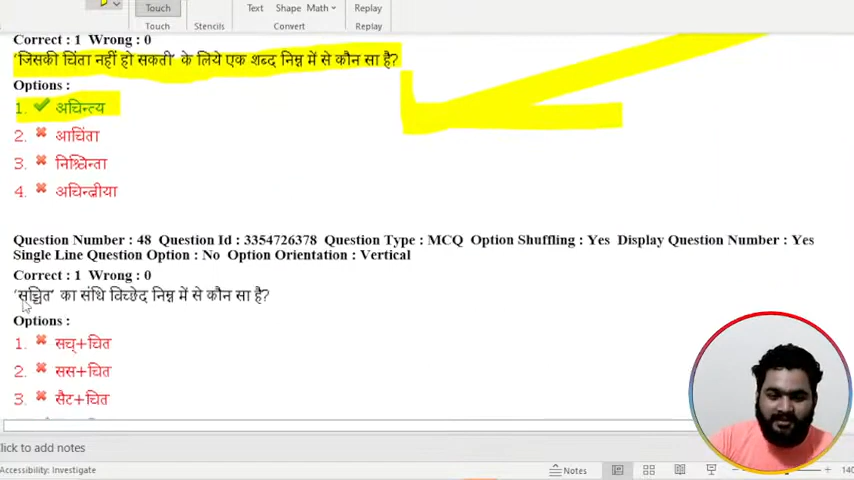 Touch Text Shape Math Replay
Touch Stencils Convert Replay
Correct : 1 Wrong : 0
'जिसकी चिंता नहीं हो सकती' के लिये एक शब्द निम्न में से कौन सा है?
Options :
1. अचिन्त्य
2. आचिंता
3. निश्चिन्ता
4. अचिन्त्रीया
Question Number : 48 Question Id : 3354726378 Question Type : MCQ Option Shuffling : Yes Display Question Number : Yes
Single Line Question Option : No Option Orientation : Vertical
Correct : 1 Wrong : 0
'सच्चित' का संधि विच्छेद निम्न में से कौन सा है?
Options :
1. सच्+चित
2. सस+चित
3. सैट+चित
Click to add notes
Accessibility: Investigate Notes 140